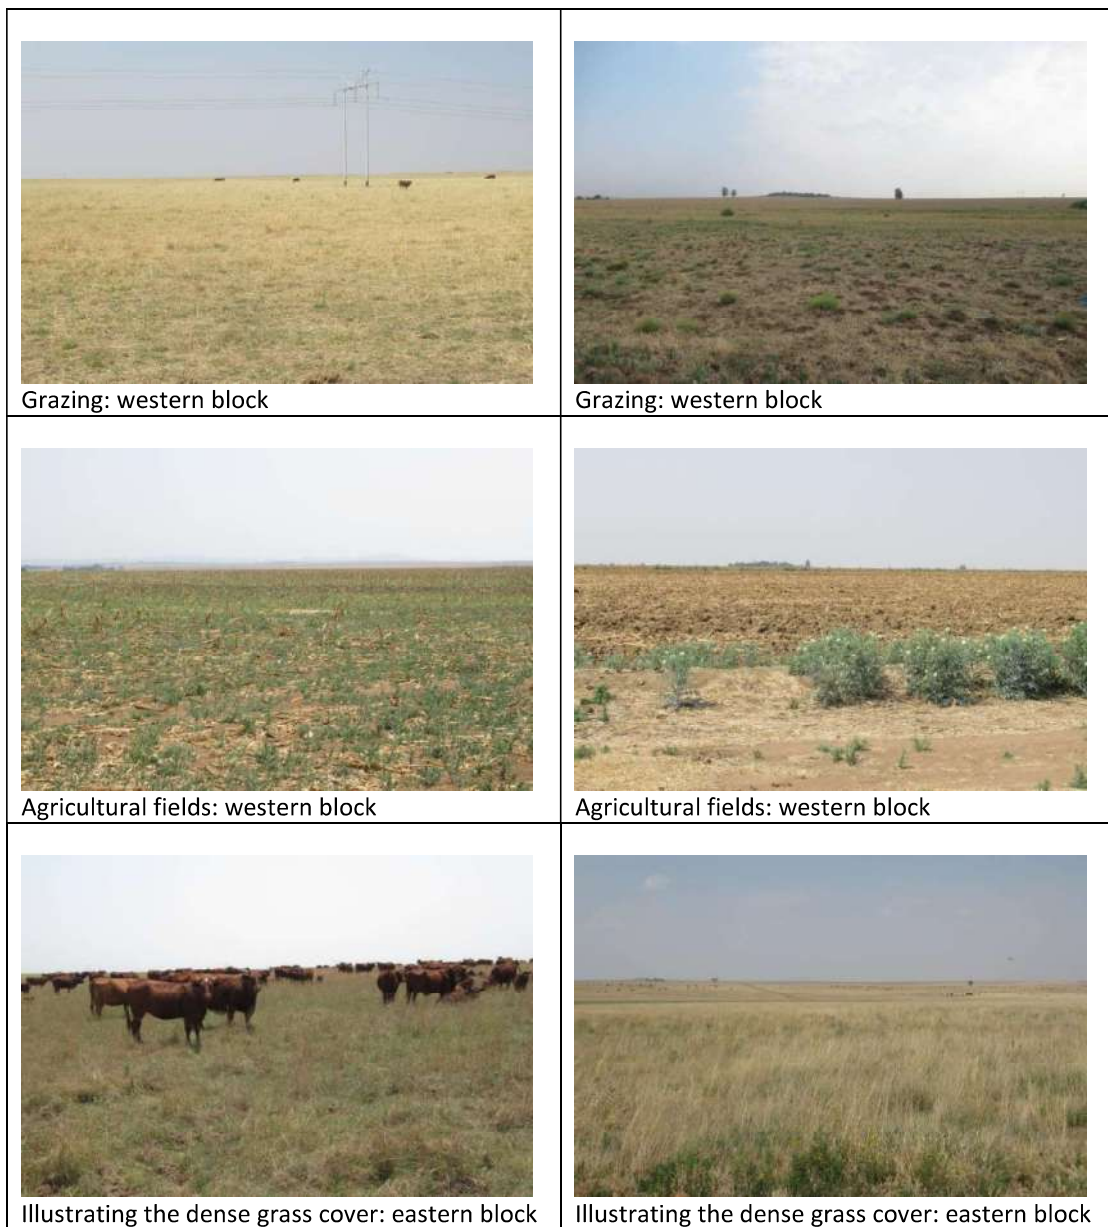 Grazing: western block
Grazing: western block
Agricultural fields: western block
Agricultural fields: western block
Illustrating the dense grass cover: eastern block
Illustrating the dense grass cover: eastern block